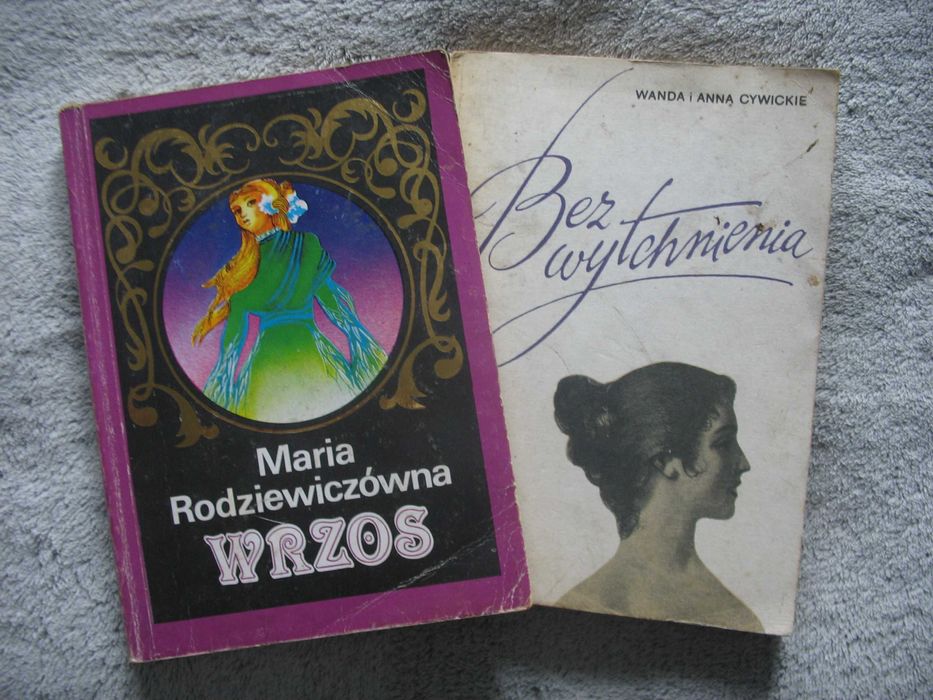 Maria
Rodziewiczówna
WRZOS
WANDA i ANNA CYWICKIE
Bez
wytchnienia